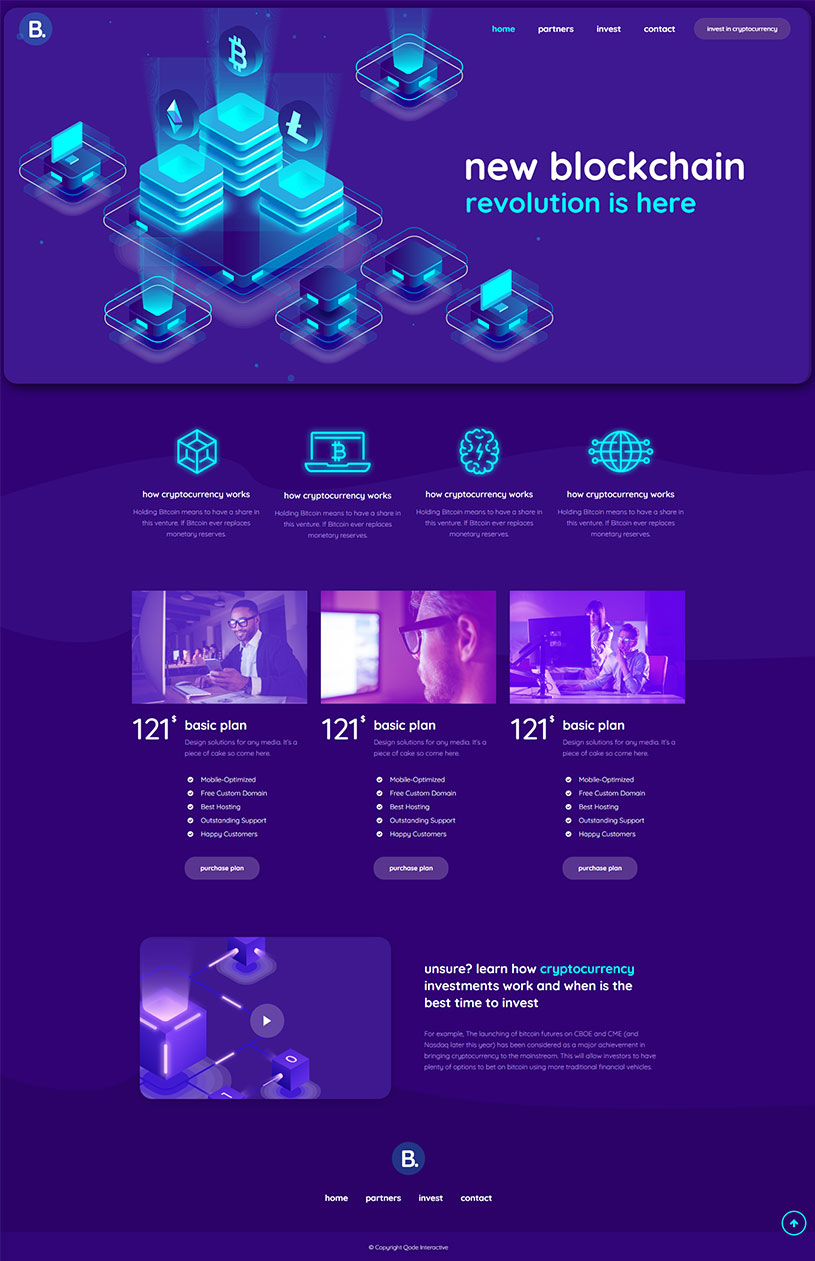 B.
home partners invest contact Invest in cryptocurrency
new blockchain
revolution is here
how cryptocurrency works
Holding Bitcoin means to have a share in
this venture. If Bitcoin ever replaces
monetary reserves.
how cryptocurrency works
Holding Bitcoin means to have a share in
this venture. If Bitcoin ever replaces
monetary reserves.
how cryptocurrency works
Holding Bitcoin means to have a share in
this venture. If Bitcoin ever replaces
monetary reserves.
how cryptocurrency works
Holding Bitcoin means to have a share in
this venture. If Bitcoin ever replaces
monetary reserves.
121$ basic plan
Design solutions for any media. It's a
piece of cake so come here.
Mobile-Optimized
Free Custom Domain
Best Hosting
Outstanding Support
Happy Customers
purchase plan
121$ basic plan
Design solutions for any media. It's a
piece of cake so come here.
Mobile-Optimized
Free Custom Domain
Best Hosting
Outstanding Support
Happy Customers
purchase plan
121$ basic plan
Design solutions for any media. It's a
piece of cake so come here.
Mobile-Optimized
Free Custom Domain
Best Hosting
Outstanding Support
Happy Customers
purchase plan
unsure? learn how cryptocurrency
investments work and when is the
best time to invest
For example, The launching of bitcoin futures on CBOE and CME (and
Nasdaq later this year) has been considered as a major achievement in
bringing cryptocurrency to the mainstream. This will allow investors to have
plenty of options to bet on bitcoin using more traditional financial vehicles.
B.
home partners invest contact
© Copyright Qode Interactive